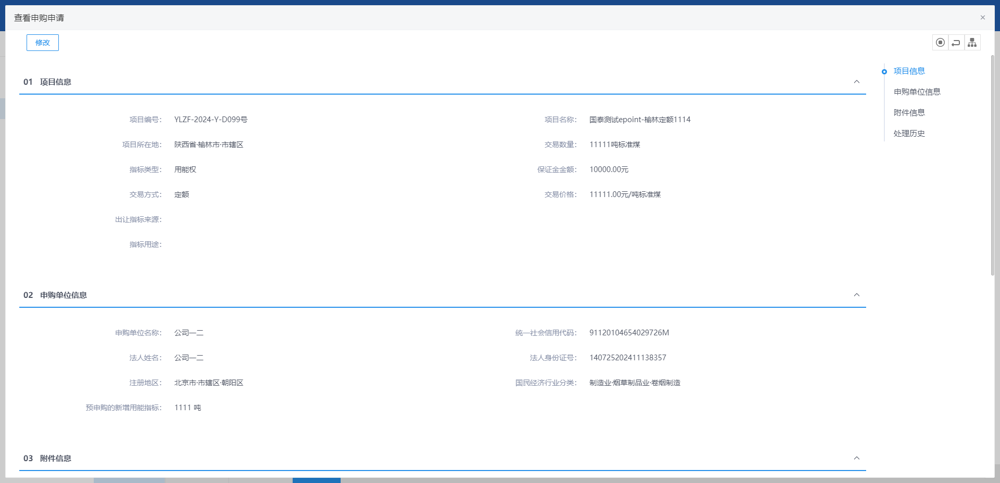 查看申购申请
修改
01 项目信息
项目编号： YLZF-2024-Y-D099号 项目名称： 国泰测试epoint-榆林定额1114
项目所在地： 陕西省·榆林市·市辖区 交易数量： 11111吨标准煤
指标类型： 用能权 保证金金额： 10000.00元
交易方式： 定额 交易价格： 11111.00元/吨标准煤
出让指标来源：
指标用途：
02 申购单位信息
申购单位名称： 公司一二 统一社会信用代码： 91120104654029726M
法人姓名： 公司一二 法人身份证号： 140725202411138357
注册地区： 北京市·市辖区·朝阳区 国民经济行业分类： 制造业·烟草制品业·卷烟制造
预申购的新增用能指标： 1111 吨
03 附件信息
项目信息
申购单位信息
附件信息
处理历史